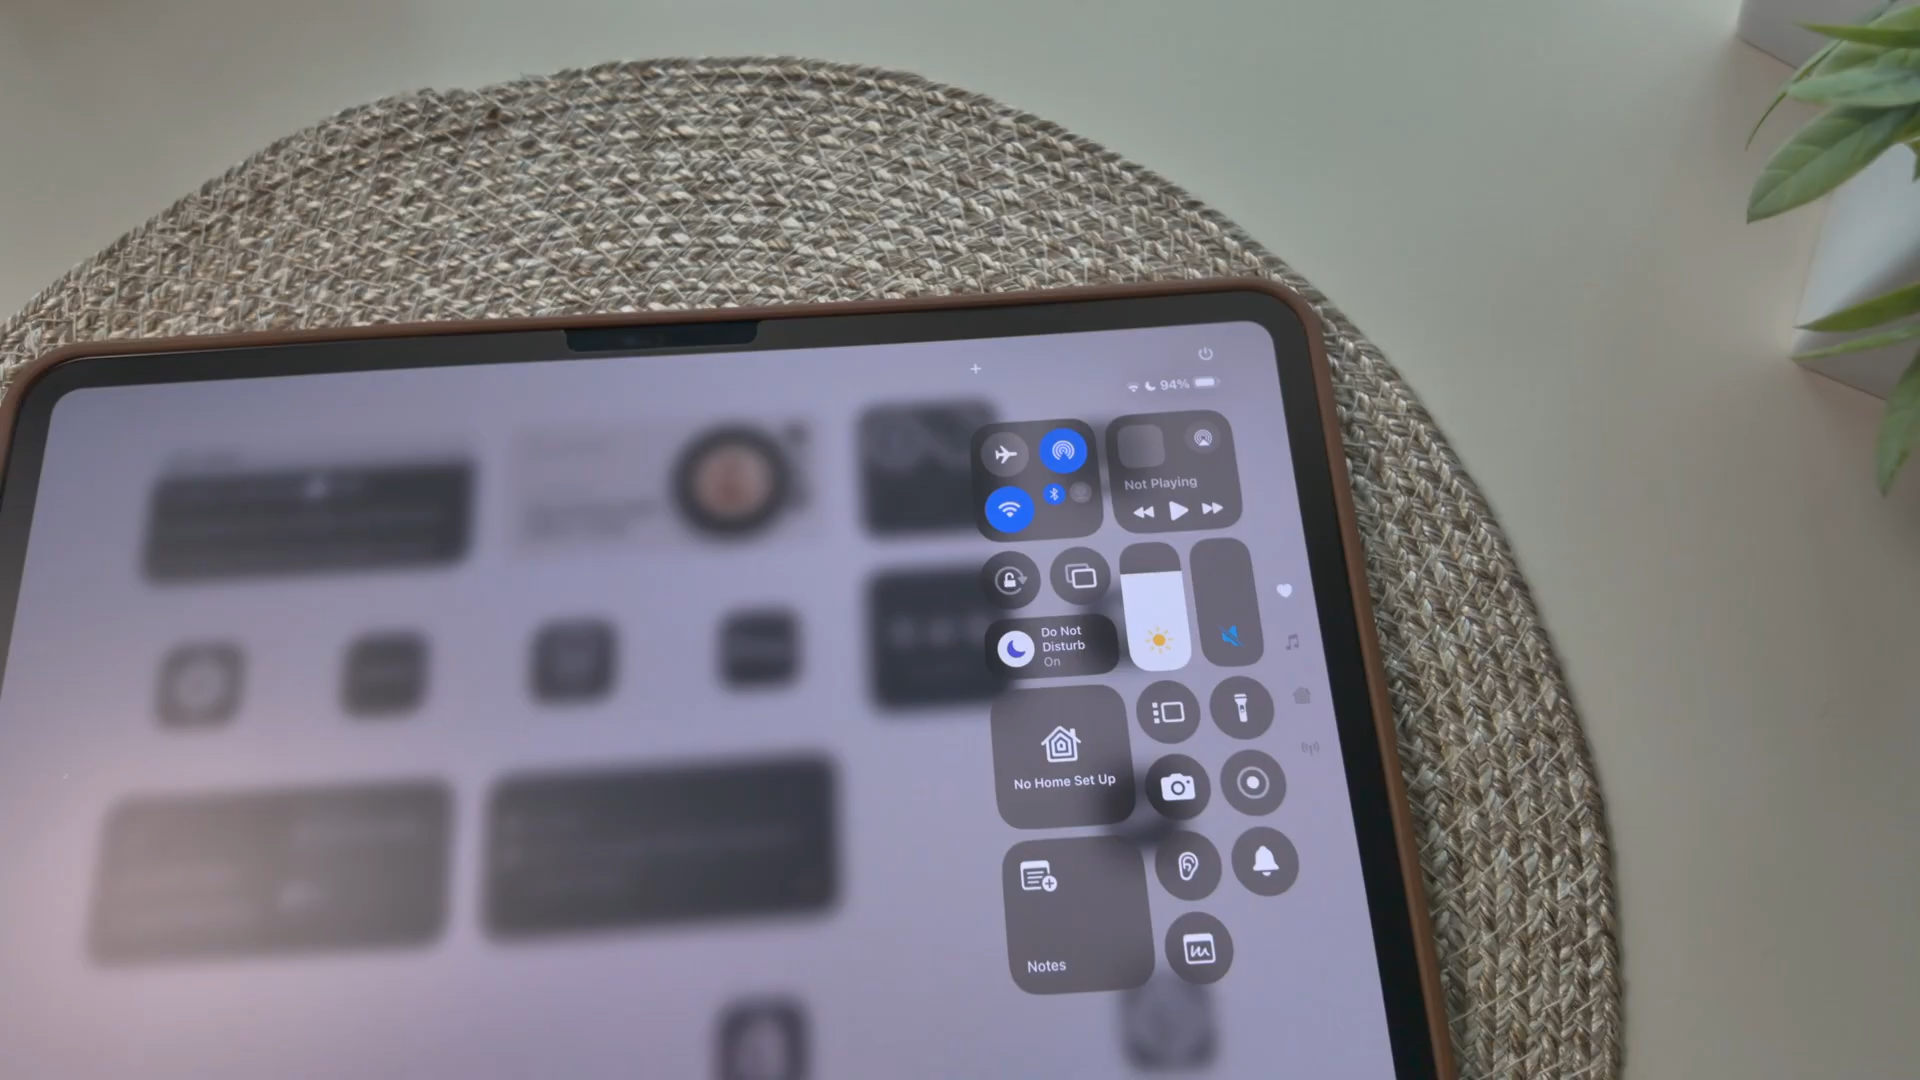 94%
Not Playing
Do Not
Disturb
On
No Home Set Up
Notes